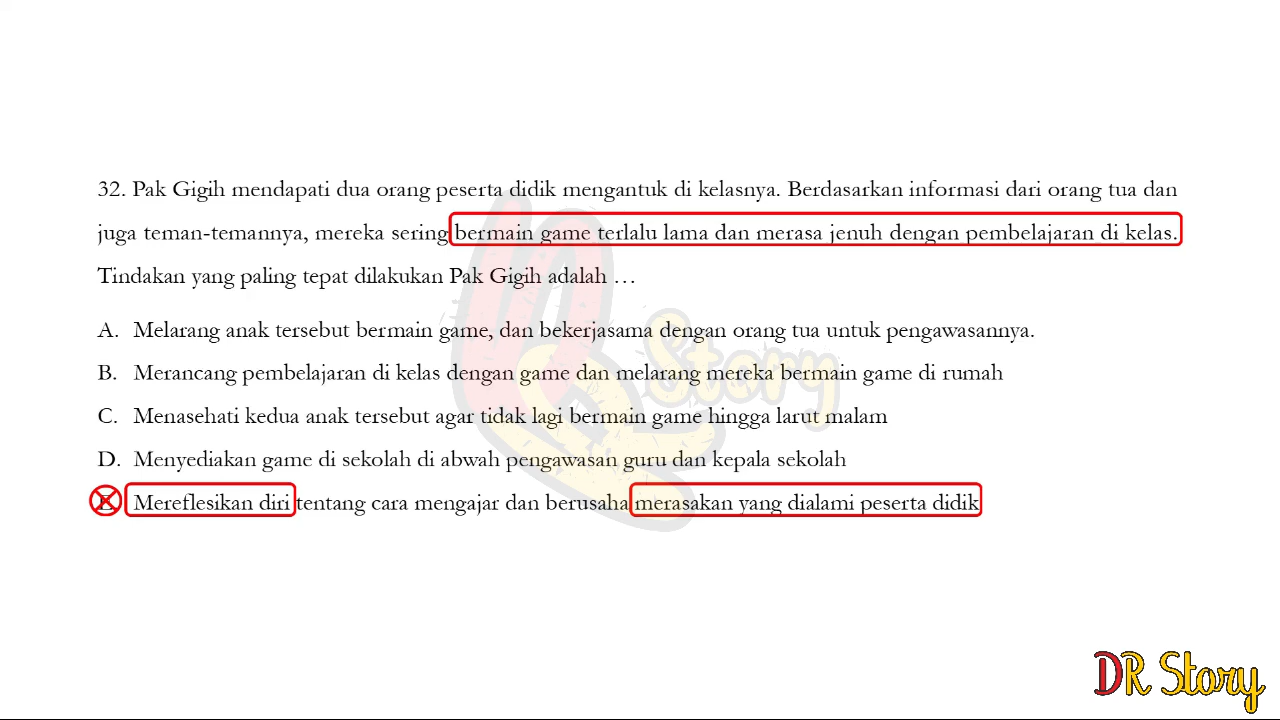 32. Pak Gigih mendapati dua orang peserta didik mengantuk di kelasnya. Berdasarkan informasi dari orang tua dan
juga teman-temannya, mereka sering bermain game terlalu lama dan merasa jenuh dengan pembelajaran di kelas.
Tindakan yang paling tepat dilakukan Pak Gigih adalah …
A. Melarang anak tersebut bermain game, dan bekerjasama dengan orang tua untuk pengawasannya.
B. Merancang pembelajaran di kelas dengan game dan melarang mereka bermain game di rumah
C. Menasehati kedua anak tersebut agar tidak lagi bermain game hingga larut malam
D. Menyediakan game di sekolah di abwah pengawasan guru dan kepala sekolah
E. Mereflesikan diri tentang cara mengajar dan berusaha merasakan yang dialami peserta didik
Story
DR Story